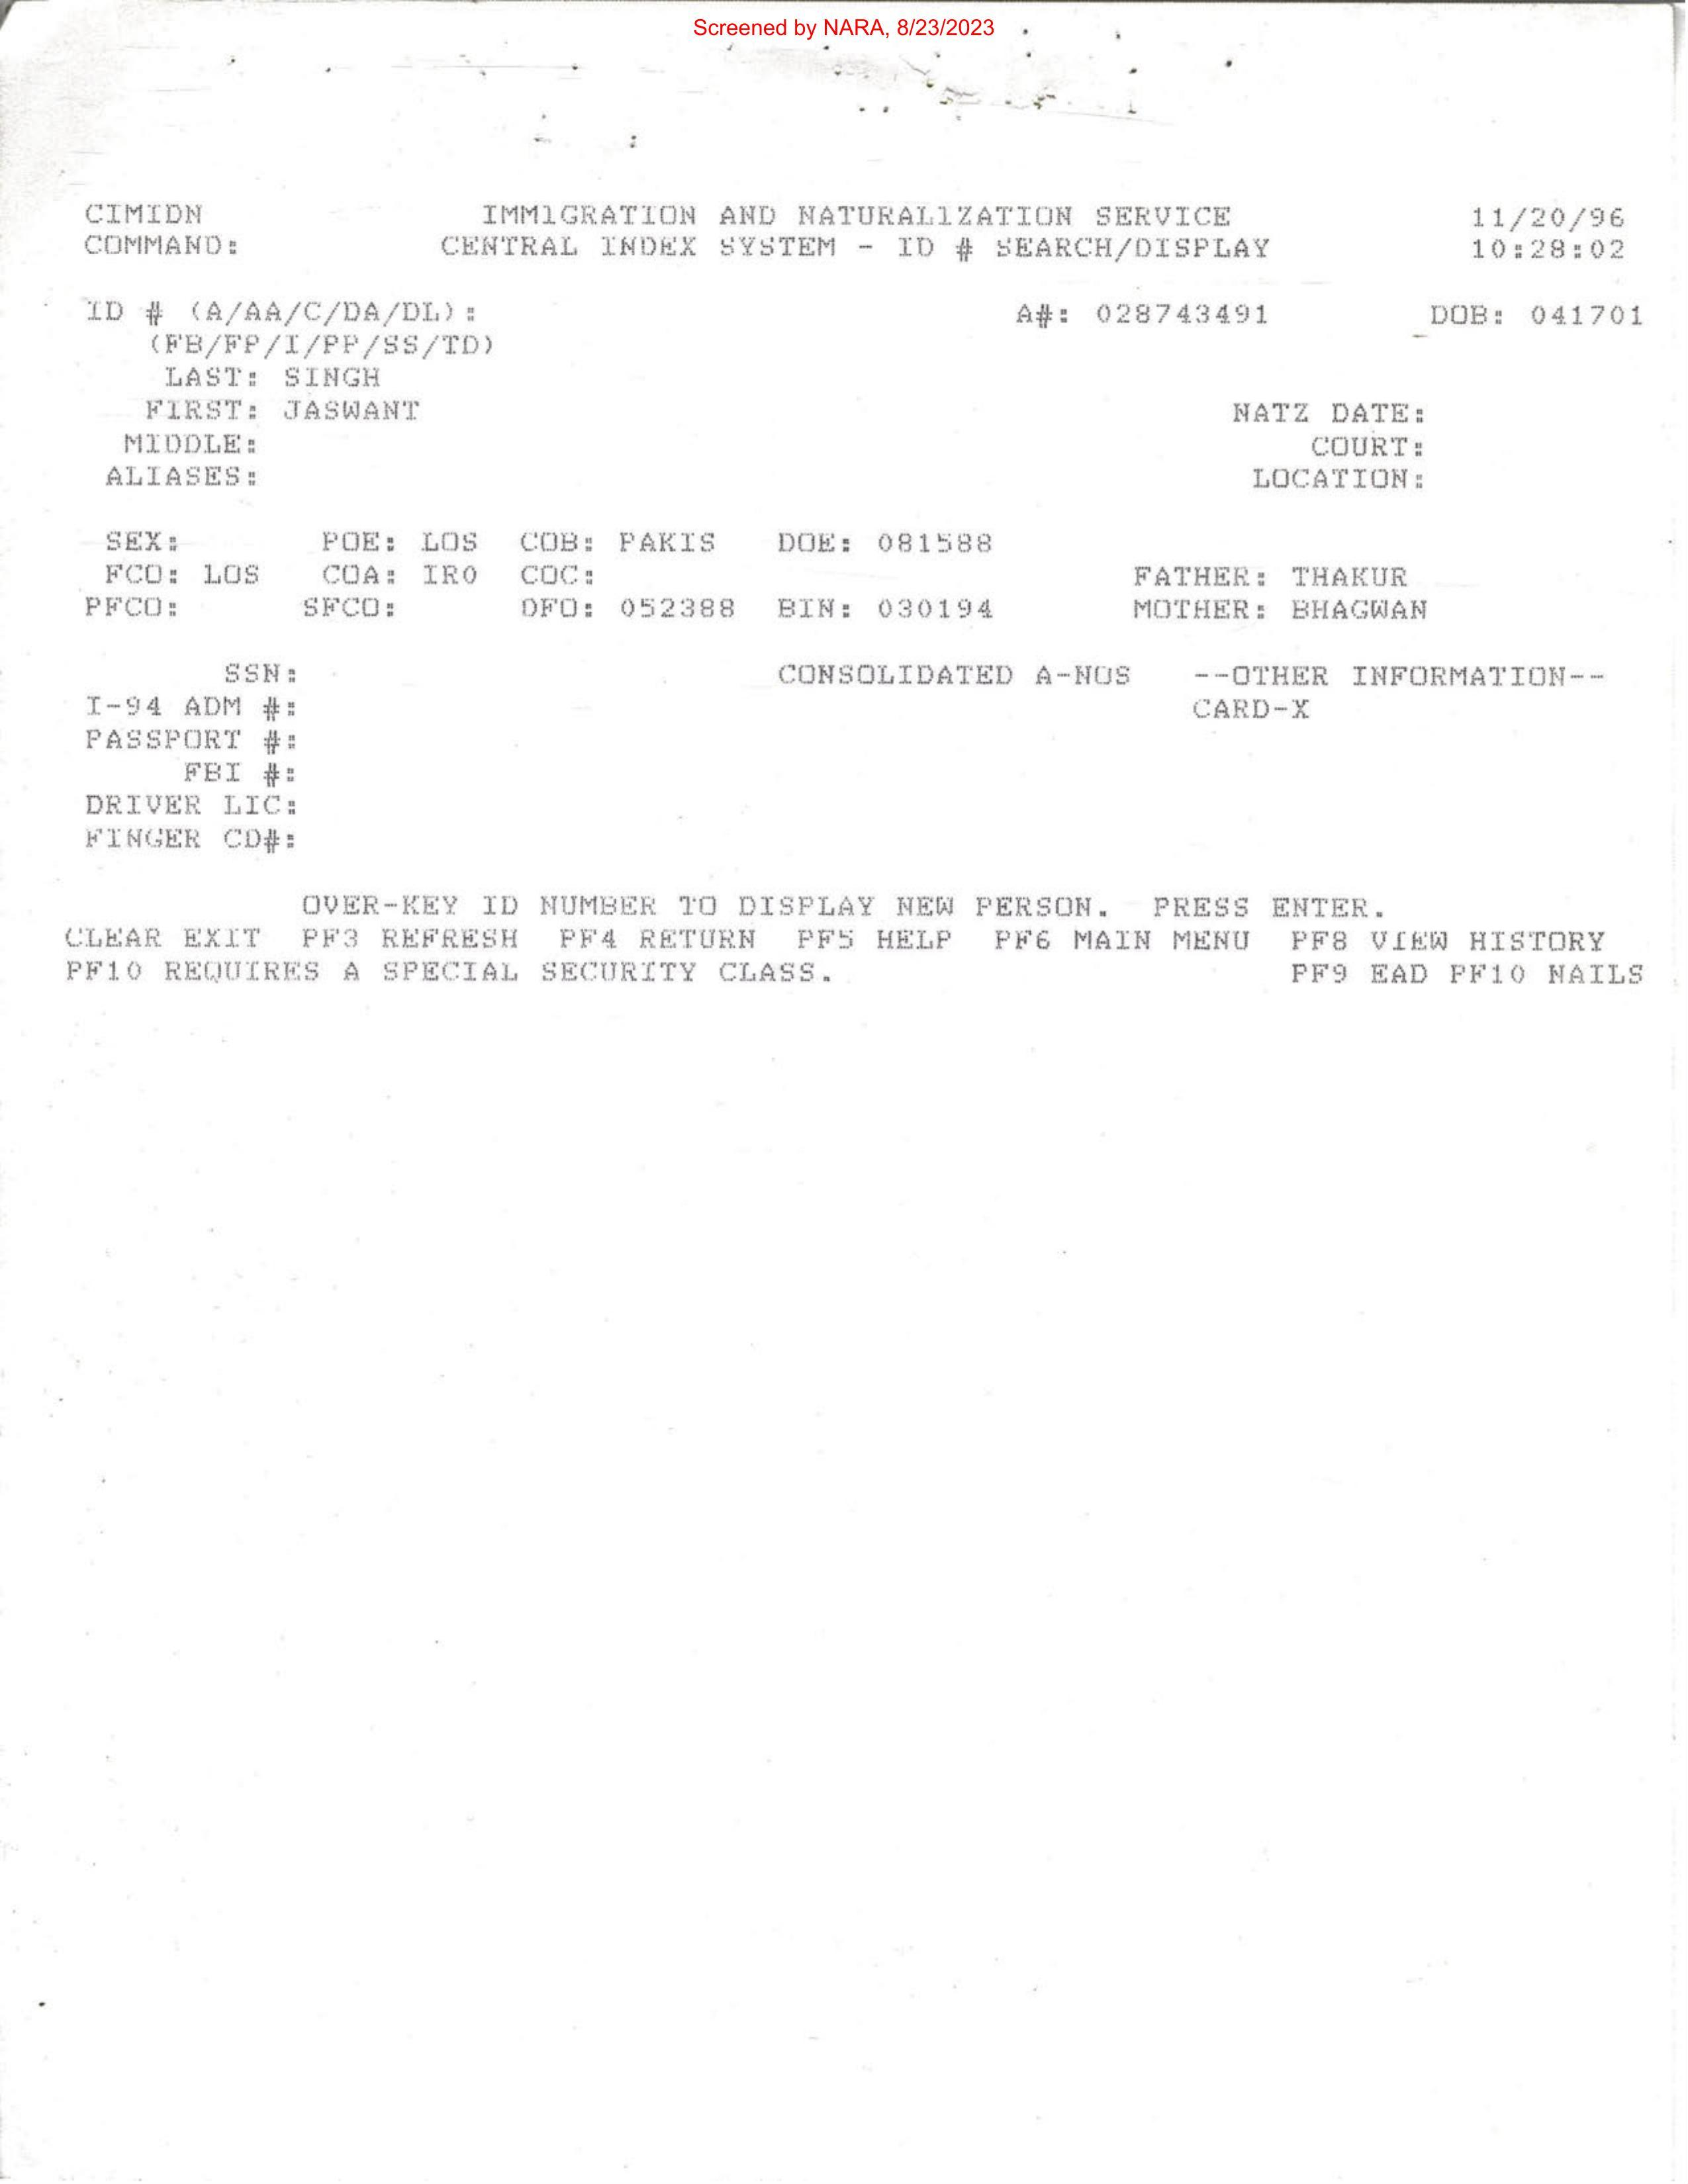 Screened by NARA, 8/23/2023
CIMIDN IMMIGRATION AND NATURALIZATION SERVICE 11/20/96
COMMAND: CENTRAL INDEX SYSTEM - ID # SEARCH/DISPLAY 10:28:02
ID # (A/AA/C/DA/DL): A#: 028743491 DOB: 041701
(FB/FP/I/PP/SS/TD)
LAST: SINGH
FIRST: JASWANT NATZ DATE:
MIDDLE: COURT:
ALIASES: LOCATION:
SEX: POE: LOS COB: PAKIS DOE: 081588
FCO: LOS COA: IR0 COC: FATHER: THAKUR
PFCO: SFCO: DFO: 052388 BIN: 030194 MOTHER: BHAGWAN
SSN: CONSOLIDATED A-NOS --OTHER INFORMATION--
I-94 ADM #: CARD-X
PASSPORT #:
FBI #:
DRIVER LIC:
FINGER CD#:
OVER-KEY ID NUMBER TO DISPLAY NEW PERSON. PRESS ENTER.
CLEAR EXIT PF3 REFRESH PF4 RETURN PF5 HELP PF6 MAIN MENU PF8 VIEW HISTORY
PF10 REQUIRES A SPECIAL SECURITY CLASS. PF9 EAD PF10 NAILS